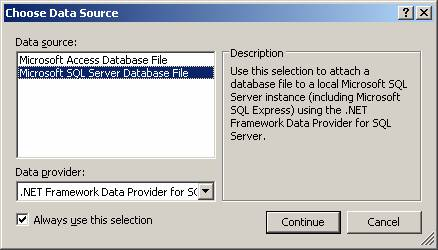 Choose Data Source
Data source:
Microsoft Access Database File
Microsoft SQL Server Database File
Description
Use this selection to attach a
database file to a local Microsoft SQL
Server instance (including Microsoft
SQL Express) using the .NET
Framework Data Provider for SQL
Server.
Data provider:
.NET Framework Data Provider for SQ
Always use this selection
Continue
Cancel